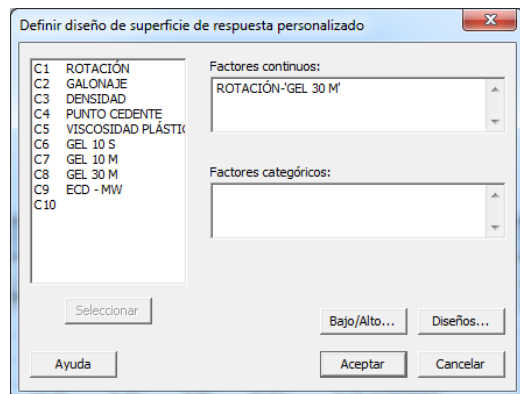 Definir diseño de superficie de respuesta personalizado
C1 ROTACIÓN
C2 GALONAJE
C3 DENSIDAD
C4 PUNTO CEDENTE
C5 VISCOSIDAD PLÁSTI
C6 GEL 10 S
C7 GEL 10 M
C8 GEL 30 M
C9 ECD - MW
C10
Factores continuos:
ROTACIÓN-'GEL 30 M'
Factores categóricos:
Seleccionar
Bajo/Alto... Diseños...
Ayuda Aceptar Cancelar